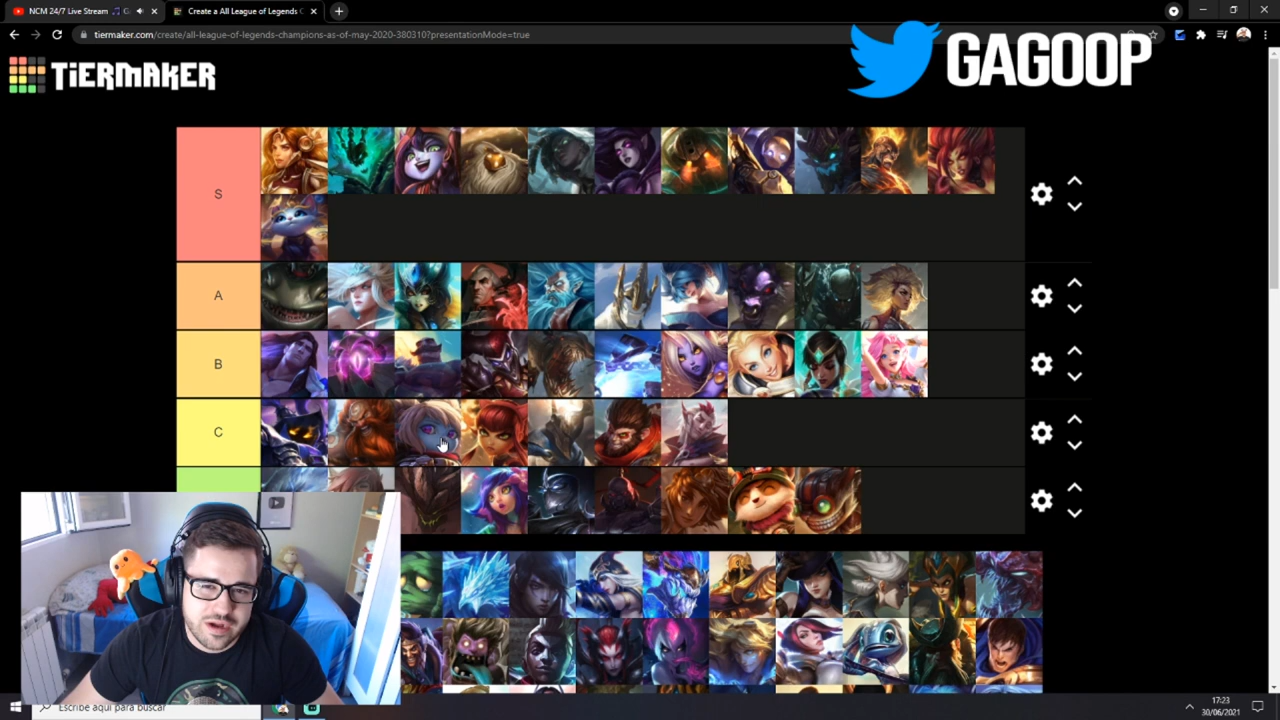 NCM 24/7 Live Stream
Create a All League of Legends C
tiermaker.com/create/all-league-of-legends-champions-as-of-may-2020-380310?presentationMode=true
TiERMAKER
GAGOOP
S
A
B
C
Escribe aquí para buscar
17:23
30/06/2021